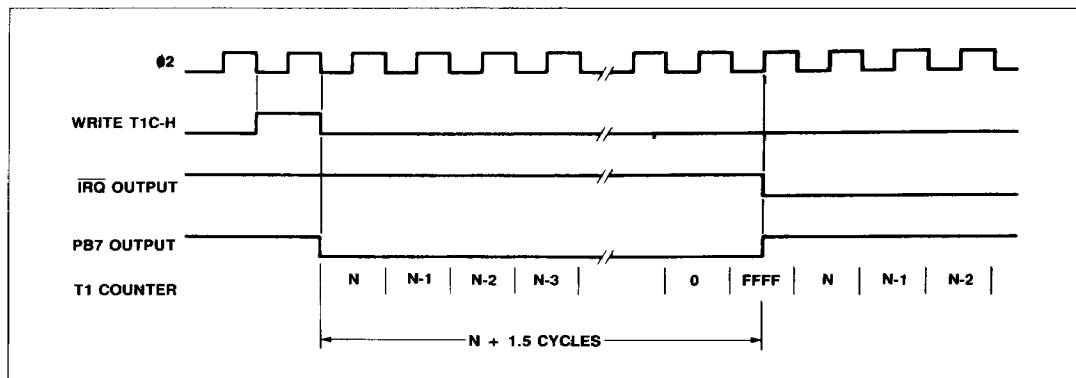 ϕ2
WRITE T1C-H
IRQ OUTPUT
PB7 OUTPUT
T1 COUNTER
N N-1 N-2 N-3 0 FFFF N N-1 N-2
N + 1.5 CYCLES